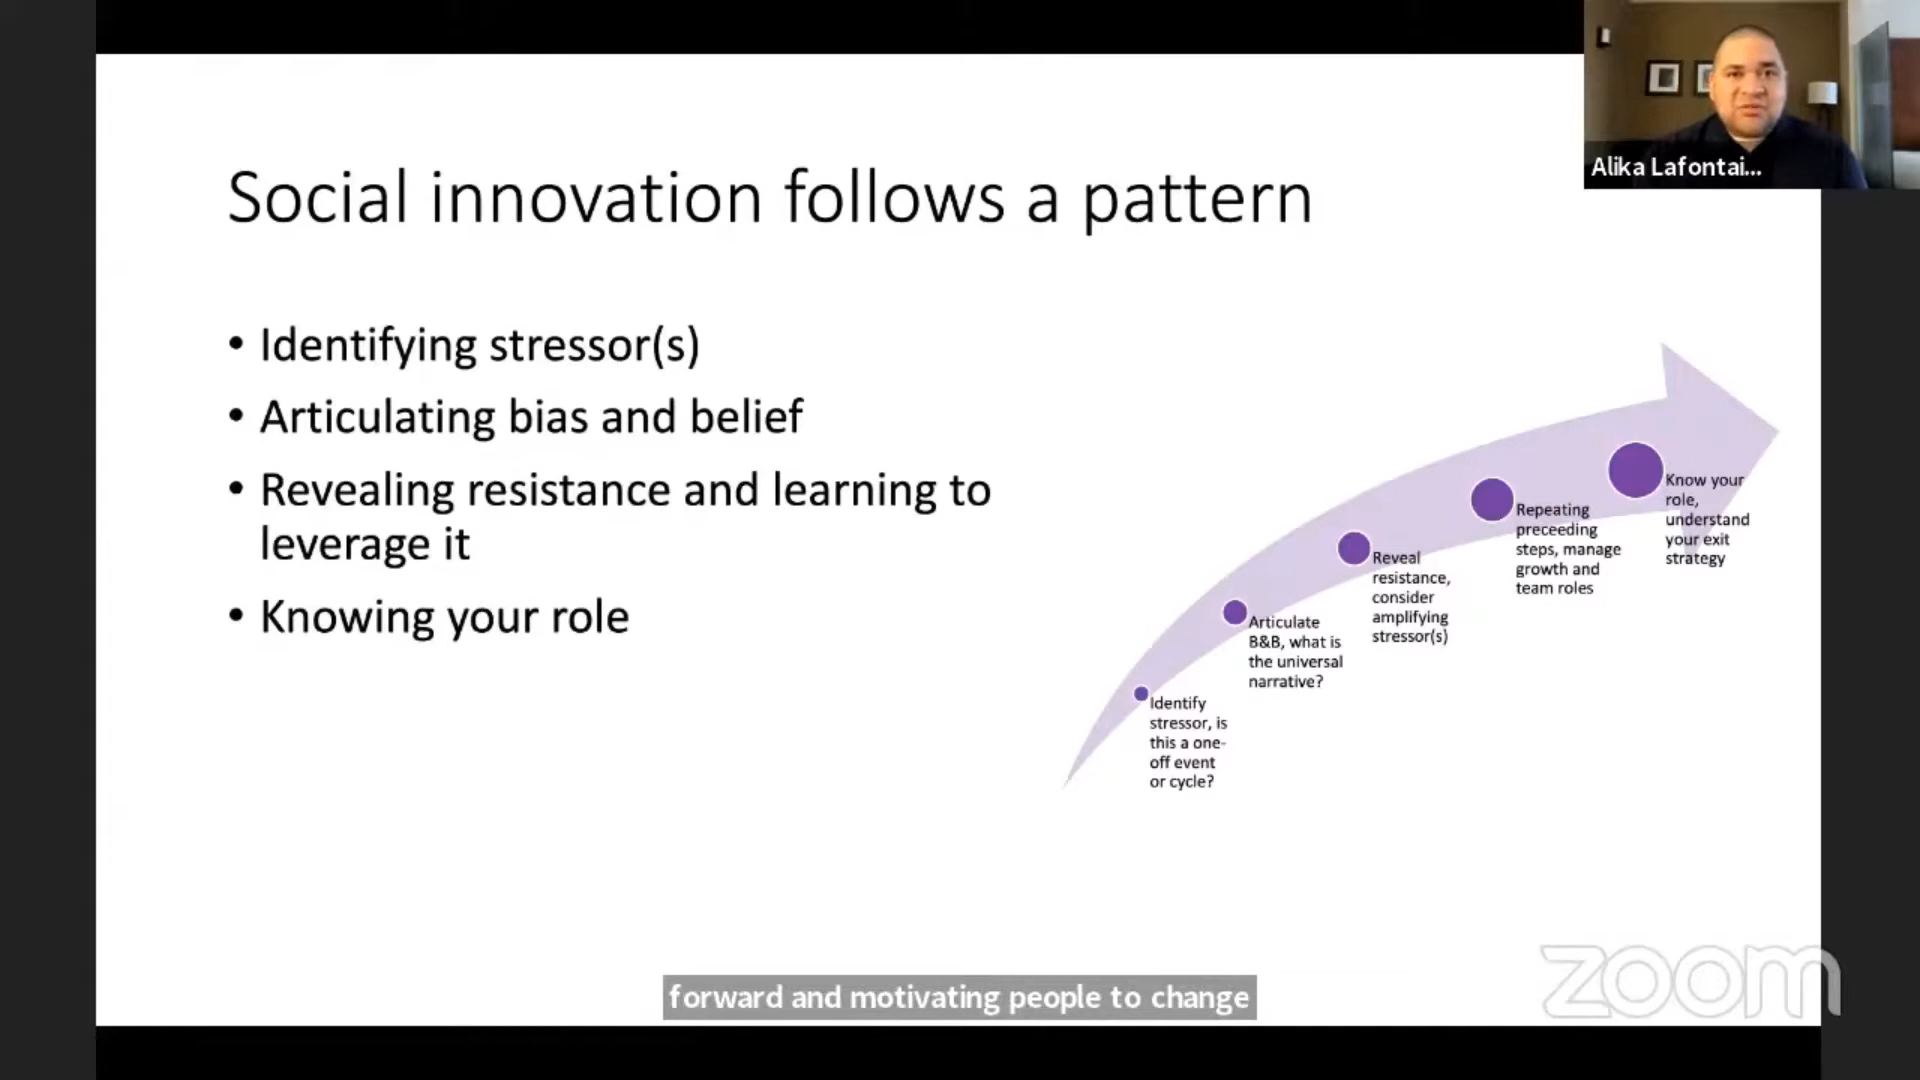 Alika Lafontai...
Social innovation follows a pattern
• Identifying stressor(s)
• Articulating bias and belief
• Revealing resistance and learning to
leverage it
• Knowing your role
Identify
stressor, is
this a one-
off event
or cycle?
Articulate
B&B, what is
the universal
narrative?
Reveal
resistance,
consider
amplifying
stressor(s)
Repeating
preceeding
steps, manage
growth and
team roles
Know your
role,
understand
your exit
strategy
forward and motivating people to change
zoom